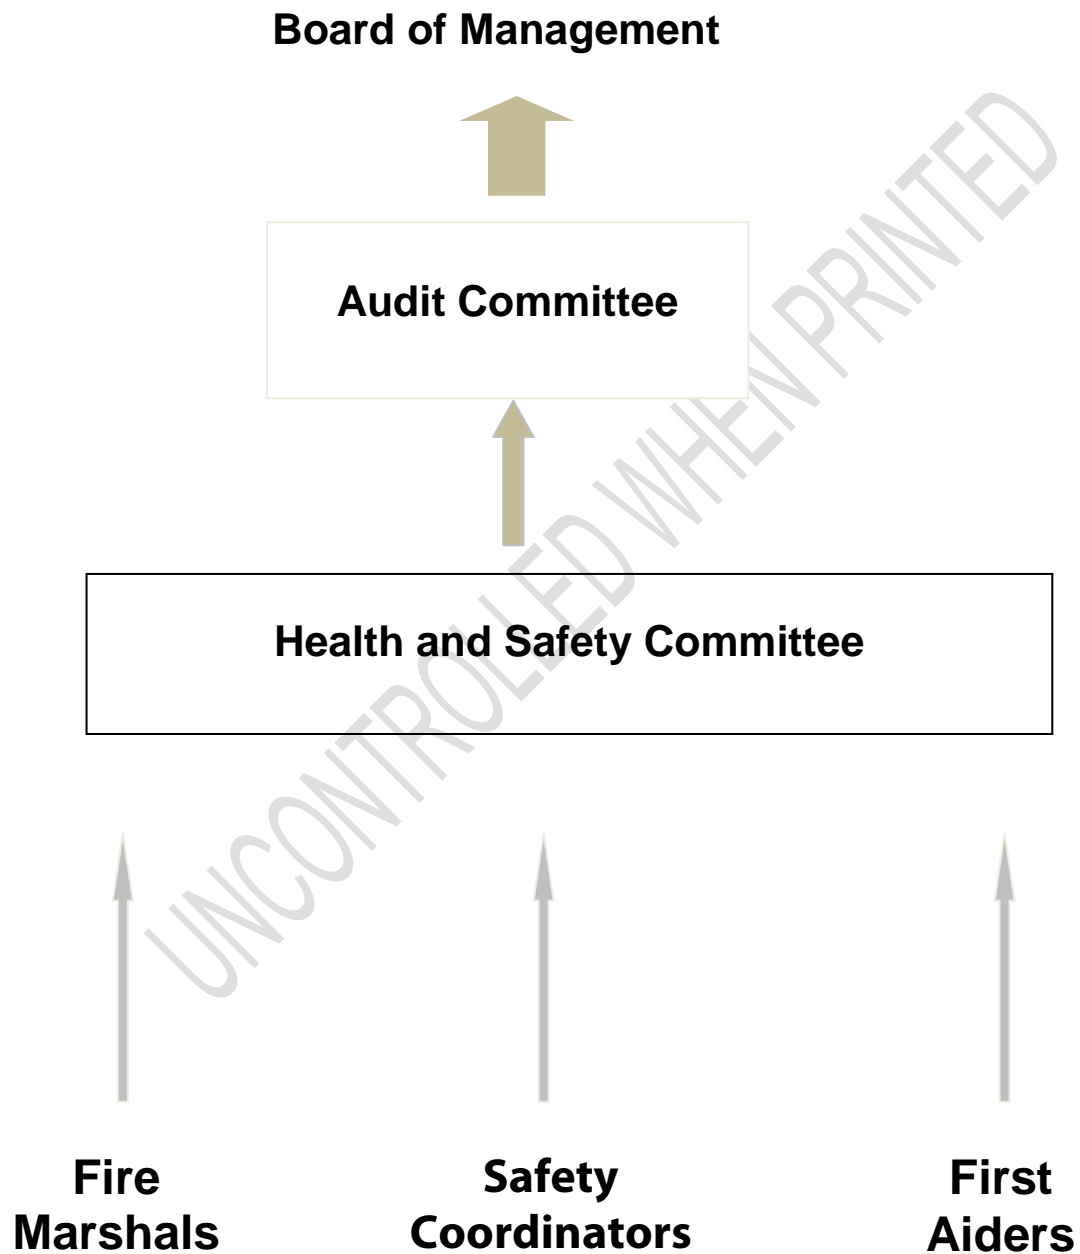 Board of Management
Audit Committee
UNCONTROLLED WHEN PRINTED
Health and Safety Committee
Fire
Marshals
Safety
Coordinators
First
Aiders